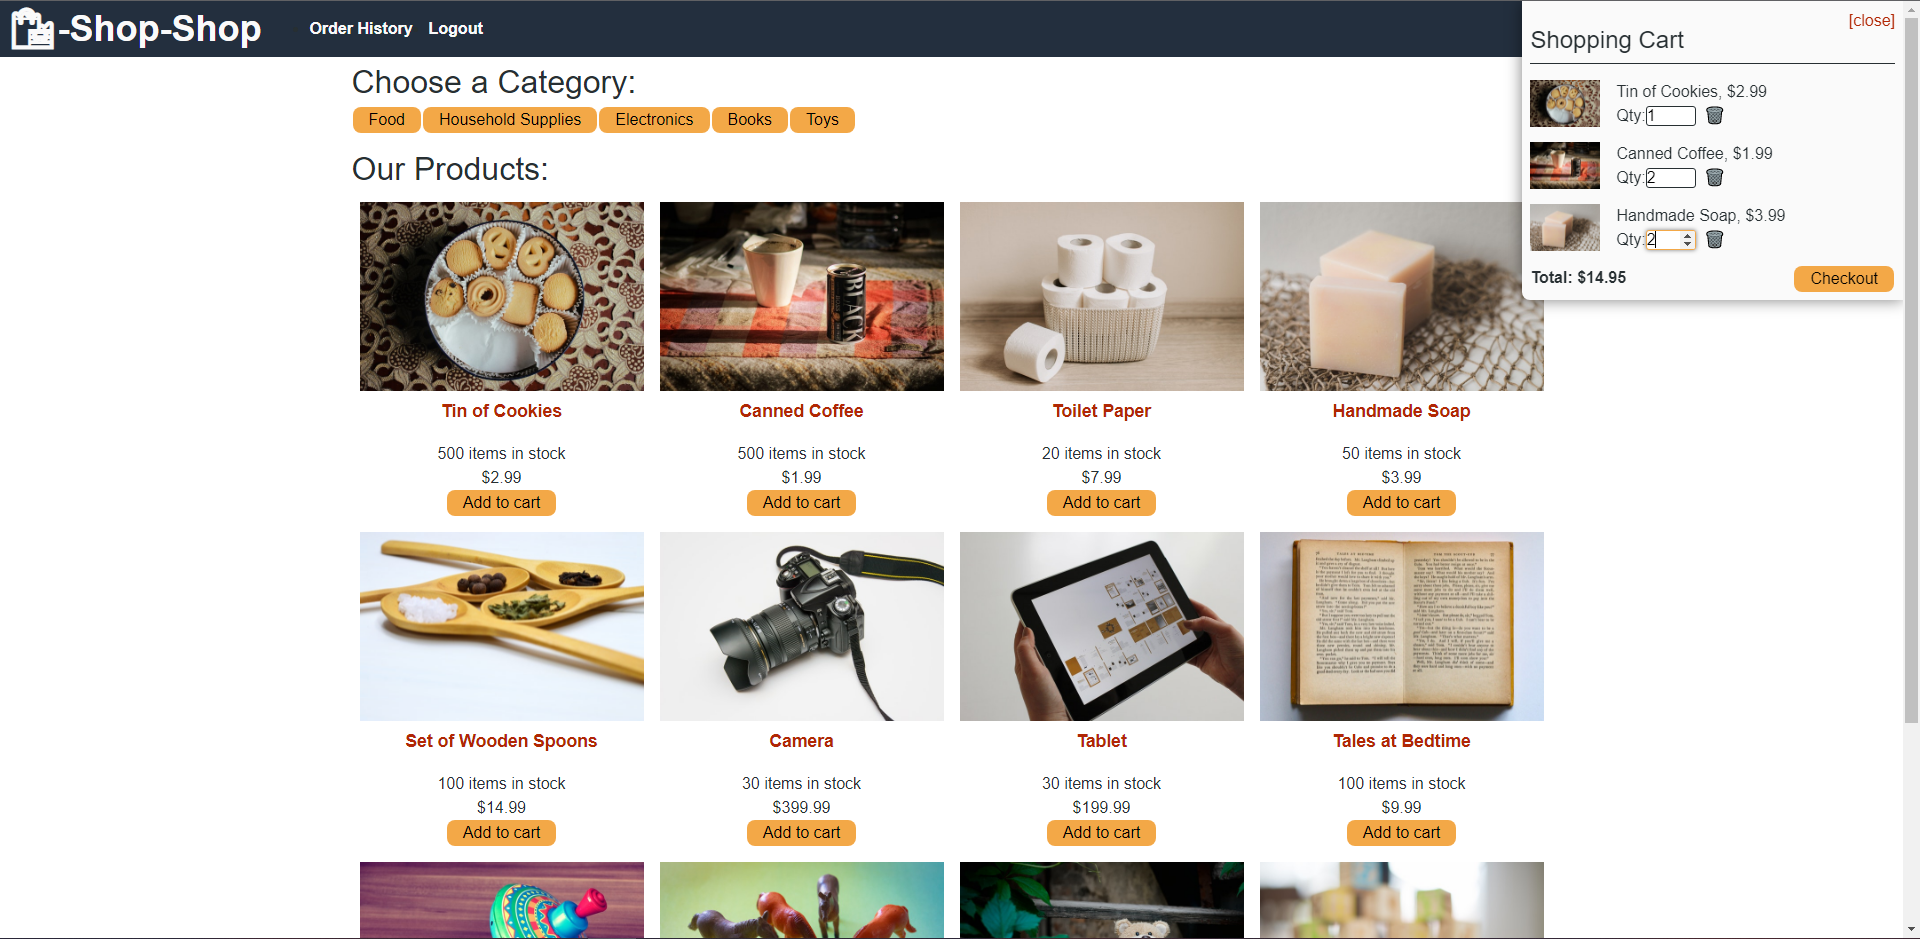 -Shop-Shop
Order History
Logout
Choose a Category:
Food
Household Supplies
Electronics
Books
Toys
Our Products:
BLACK
Tin of Cookies
500 items in stock
$2.99
Add to cart
Canned Coffee
500 items in stock
$1.99
Add to cart
Toilet Paper
20 items in stock
$7.99
Add to cart
Handmade Soap
50 items in stock
$3.99
Add to cart
Set of Wooden Spoons
100 items in stock
$14.99
Add to cart
Camera
30 items in stock
$399.99
Add to cart
Tablet
30 items in stock
$199.99
Add to cart
Tales at Bedtime
100 items in stock
$9.99
Add to cart
[close]
Shopping Cart
Tin of Cookies, $2.99
Qty:1
Canned Coffee, $1.99
Qty:2
Handmade Soap, $3.99
Qty:2
Total: $14.95
Checkout